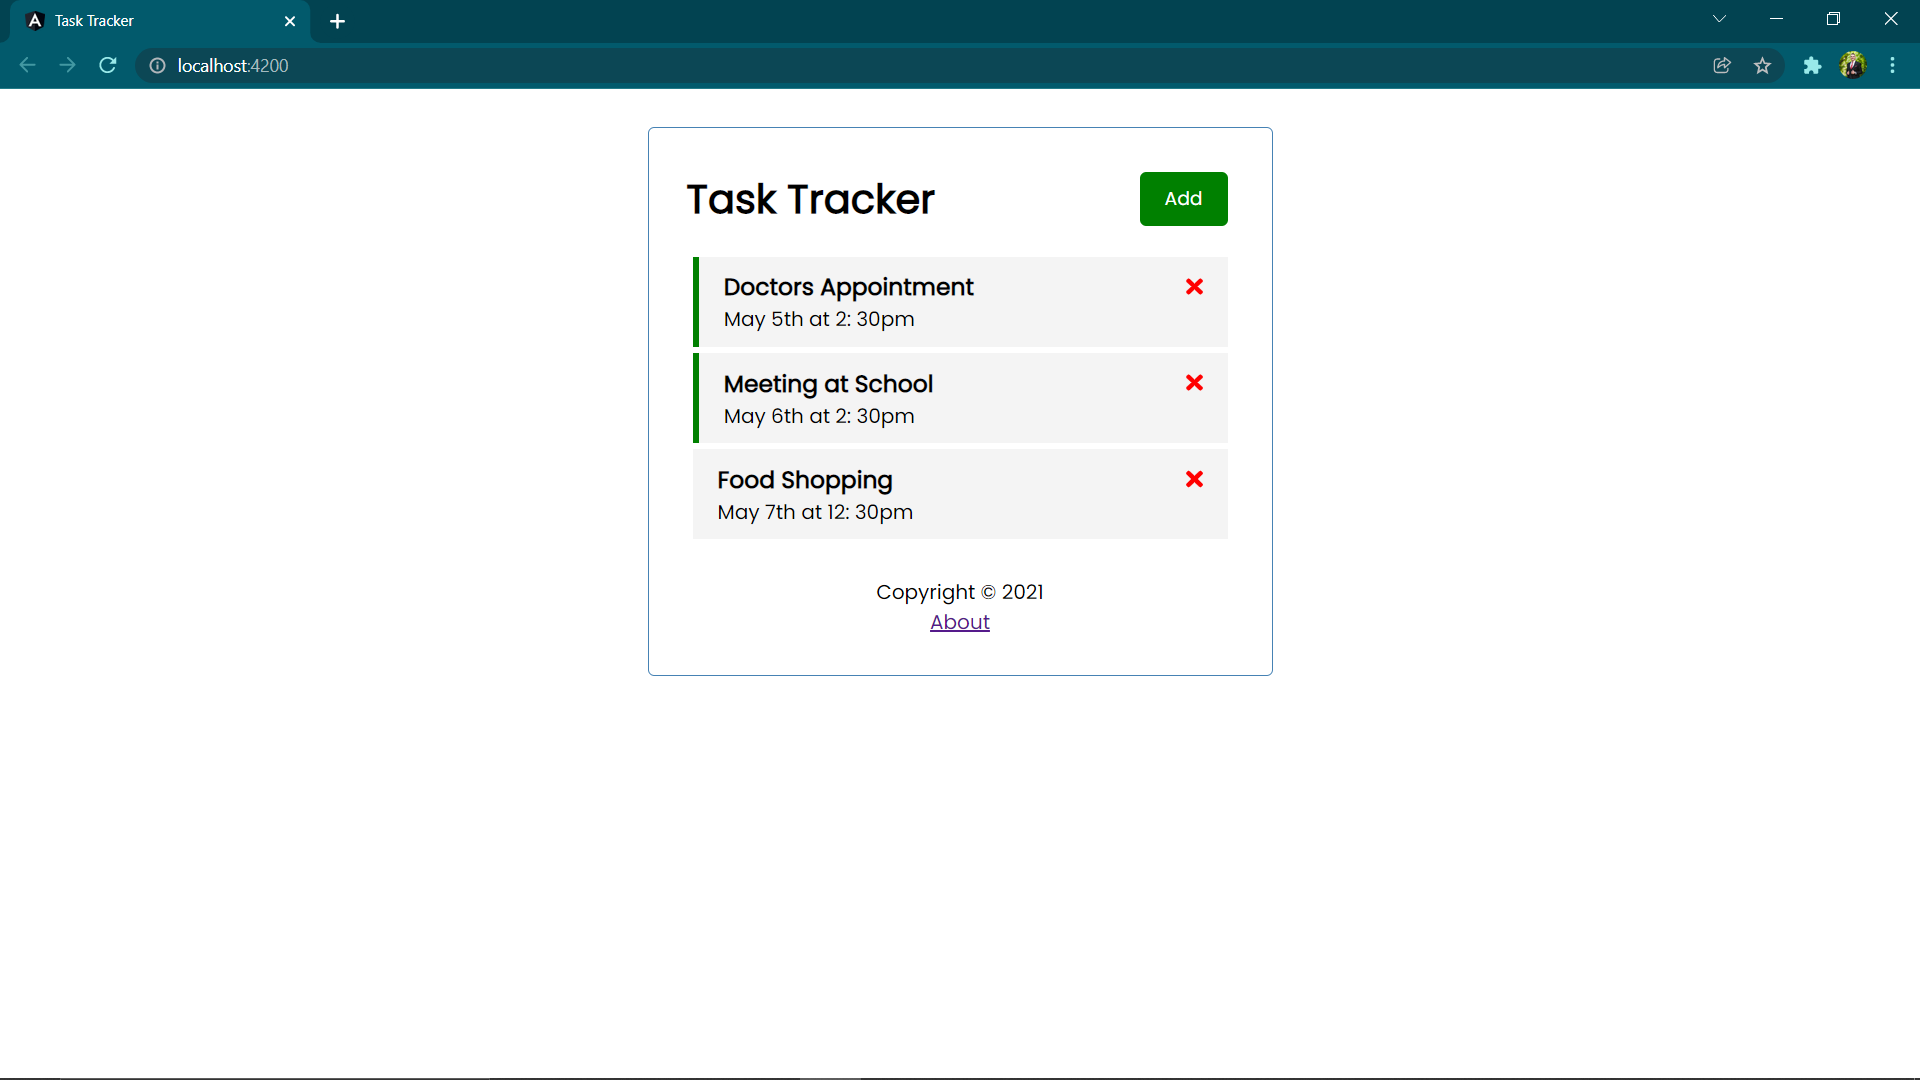 Task Tracker
localhost:4200
Task Tracker
Add
Doctors Appointment
May 5th at 2: 30pm
Meeting at School
May 6th at 2: 30pm
Food Shopping
May 7th at 12: 30pm
Copyright © 2021
About